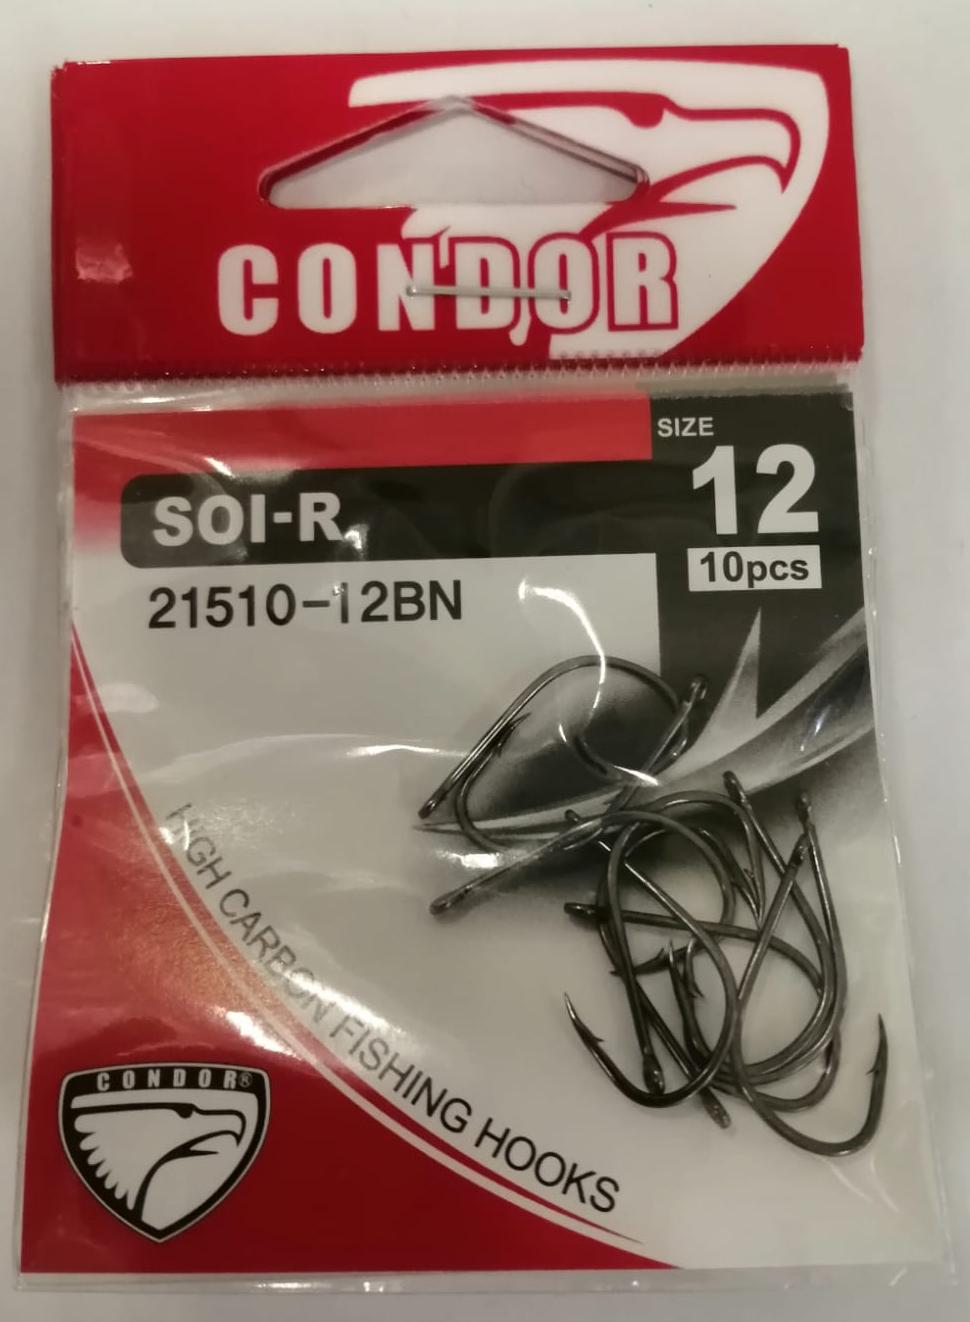 CONDOR
SIZE
12
10pcs
SOI-R
21510-12BN
HIGH CARBON FISHING HOOKS
CONDOR®